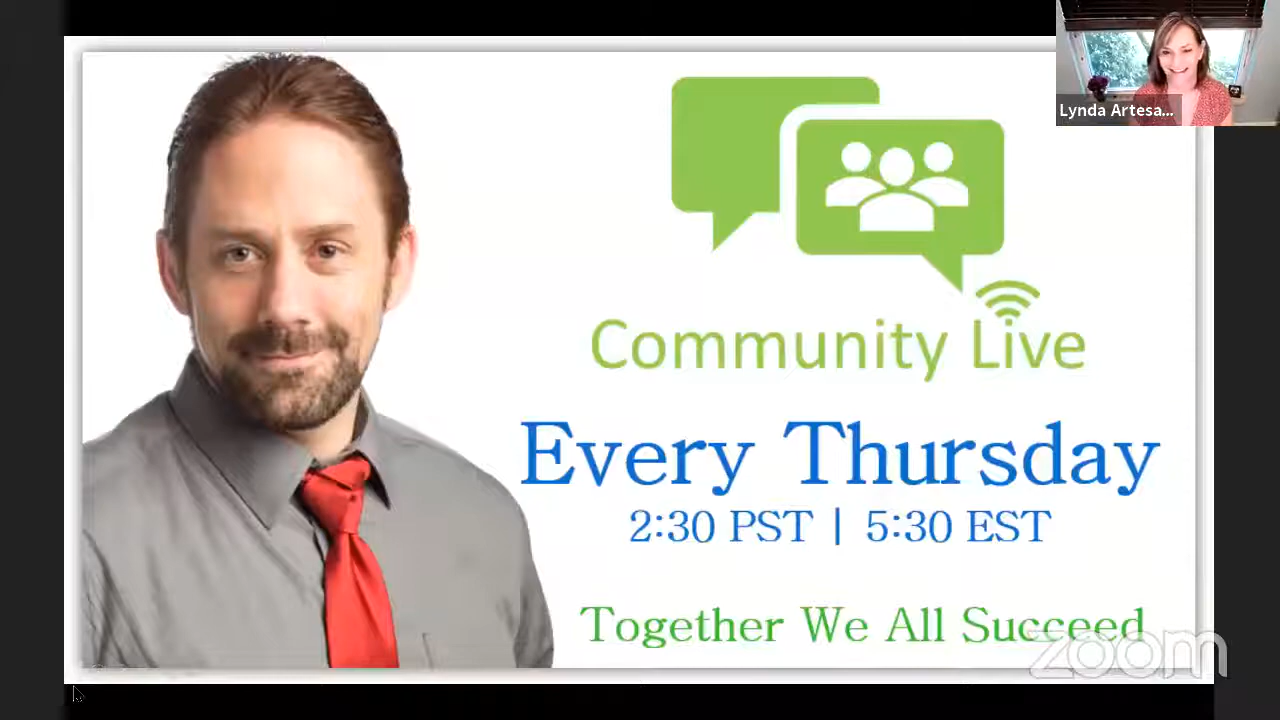 Lynda Artesa...
Community Live
Every Thursday
2:30 PST | 5:30 EST
Together We All Succeed
zoom